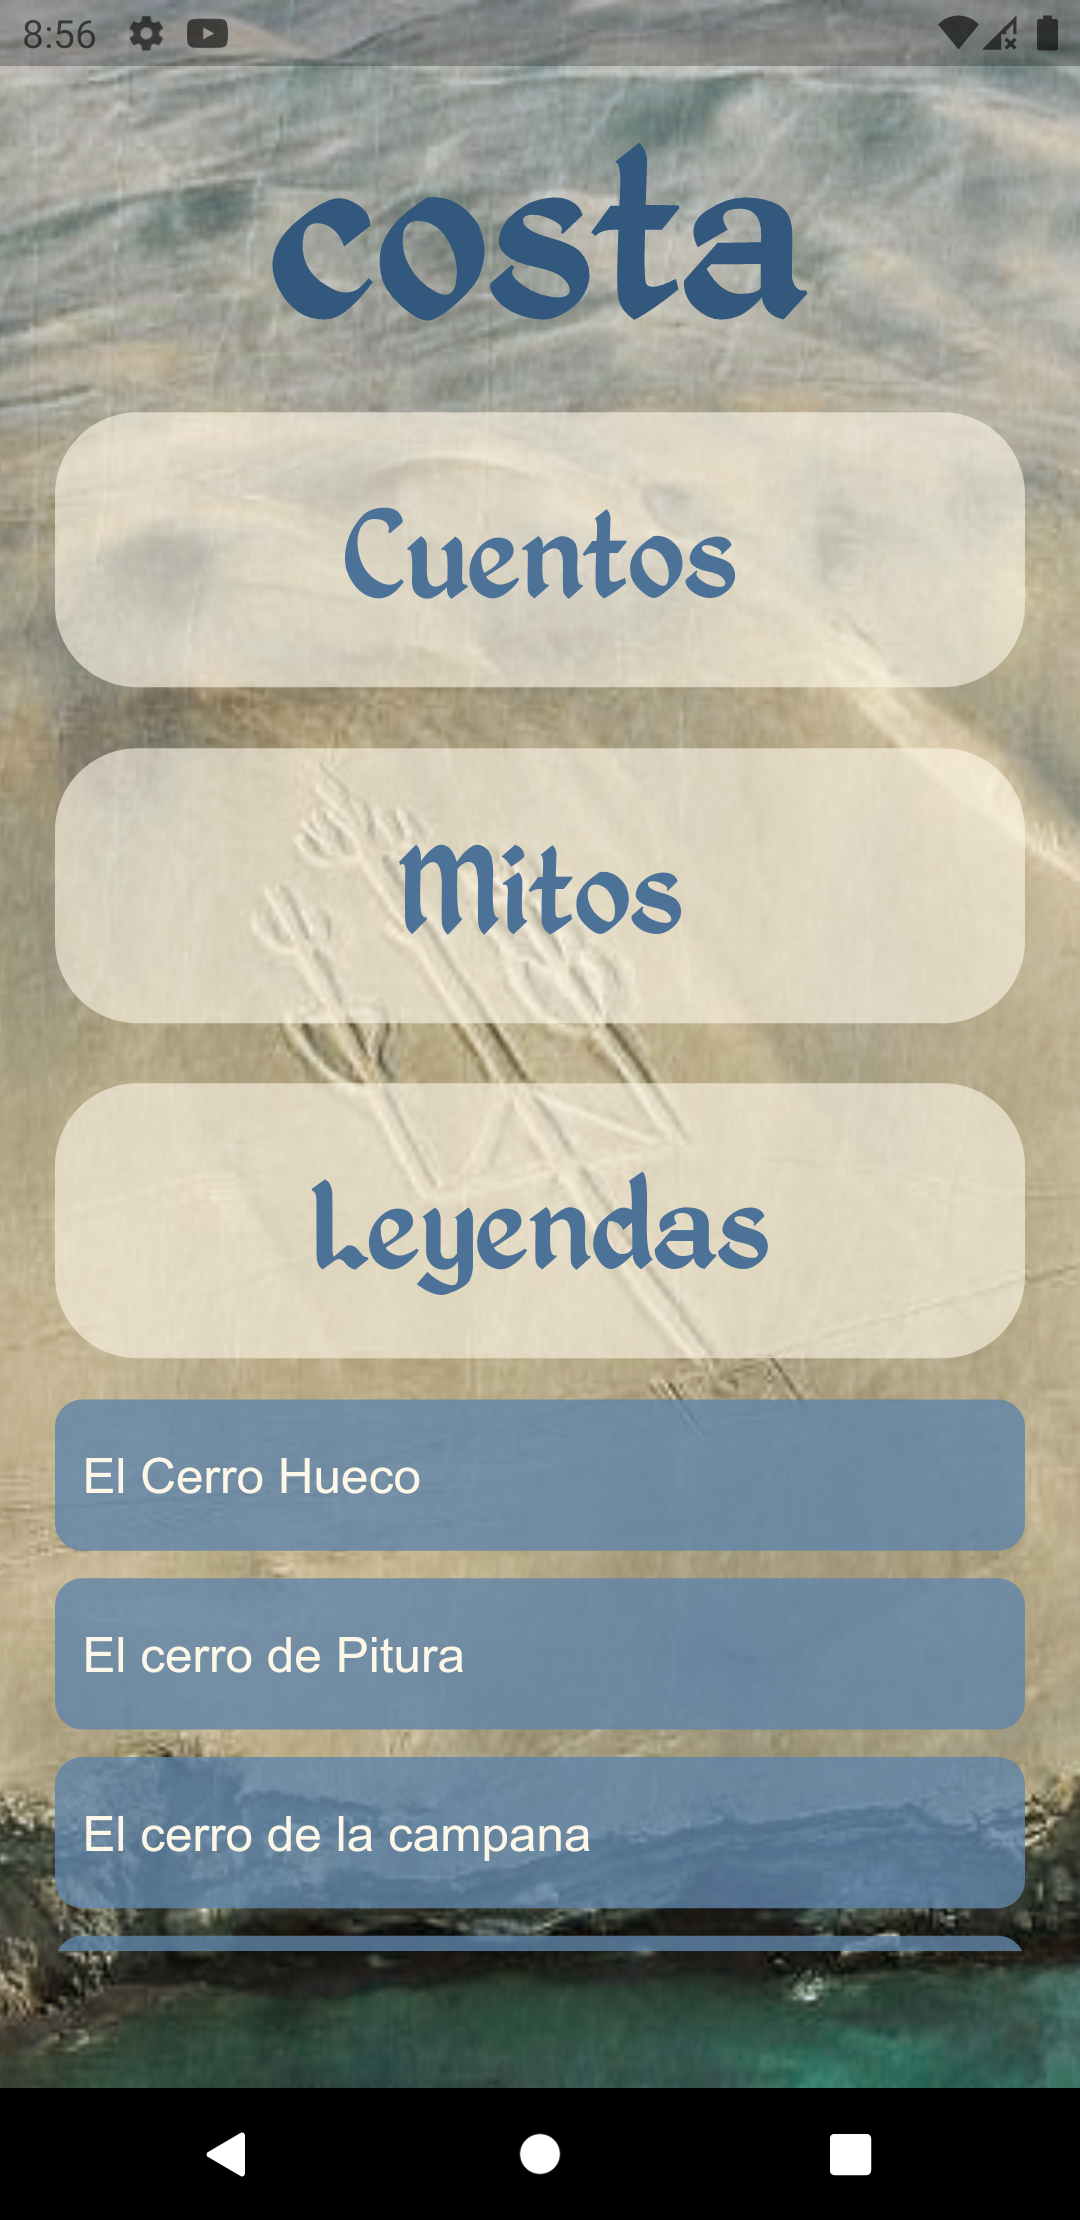 8:56
costa
Cuentos
Mitos
Leyendas
El Cerro Hueco
El cerro de Pitura
El cerro de la campana